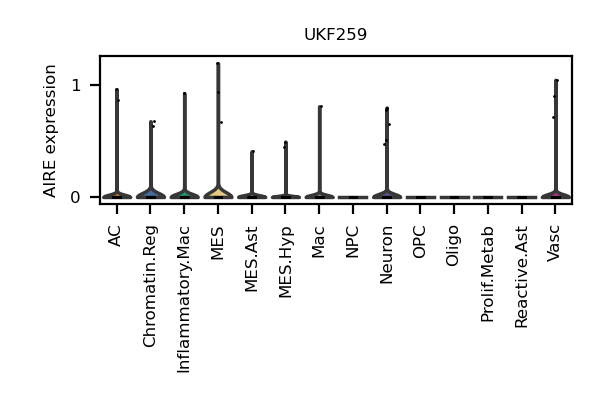 UKF259
AIRE expression
1
0
AC
Chromatin.Reg
Inflammatory.Mac
MES
MES.Ast
MES.Hyp
Mac
NPC
Neuron
OPC
Oligo
Prolif.Metab
Reactive.Ast
Vasc